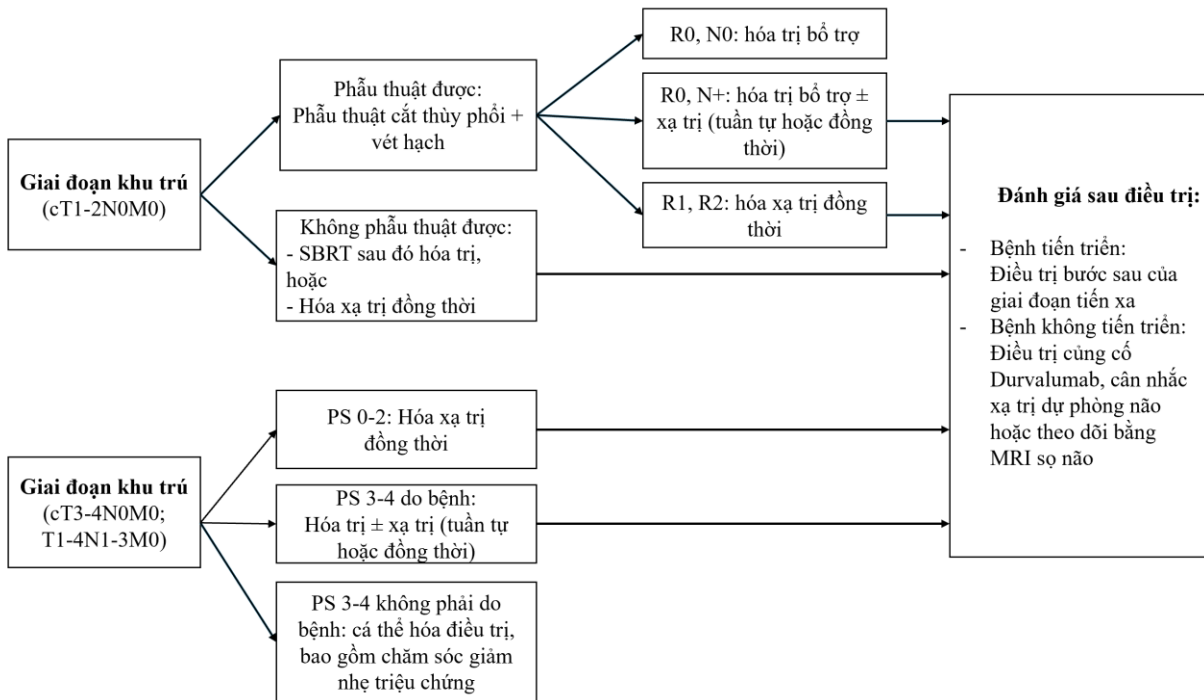 Giai đoạn khu trú
(cT1-2N0M0)
Phẫu thuật được:
Phẫu thuật cắt thùy phổi +
vét hạch
Không phẫu thuật được:
- SBRT sau đó hóa trị,
hoặc
- Hóa xạ trị đồng thời
R0, N0: hóa trị bổ trợ
R0, N+: hóa trị bổ trợ ±
xạ trị (tuần tự hoặc đồng
thời)
R1, R2: hóa xạ trị đồng
thời
Giai đoạn khu trú
(cT3-4N0M0;
T1-4N1-3M0)
PS 0-2: Hóa xạ trị
đồng thời
PS 3-4 do bệnh:
Hóa trị ± xạ trị (tuần tự
hoặc đồng thời)
PS 3-4 không phải do
bệnh: cá thể hóa điều trị,
bao gồm chăm sóc giảm
nhẹ triệu chứng
Đánh giá sau điều trị:
- Bệnh tiến triển:
Điều trị bước sau của
giai đoạn tiến xa
- Bệnh không tiến triển:
Điều trị củng cố
Durvalumab, cân nhắc
xạ trị dự phòng não
hoặc theo dõi bằng
MRI sọ não